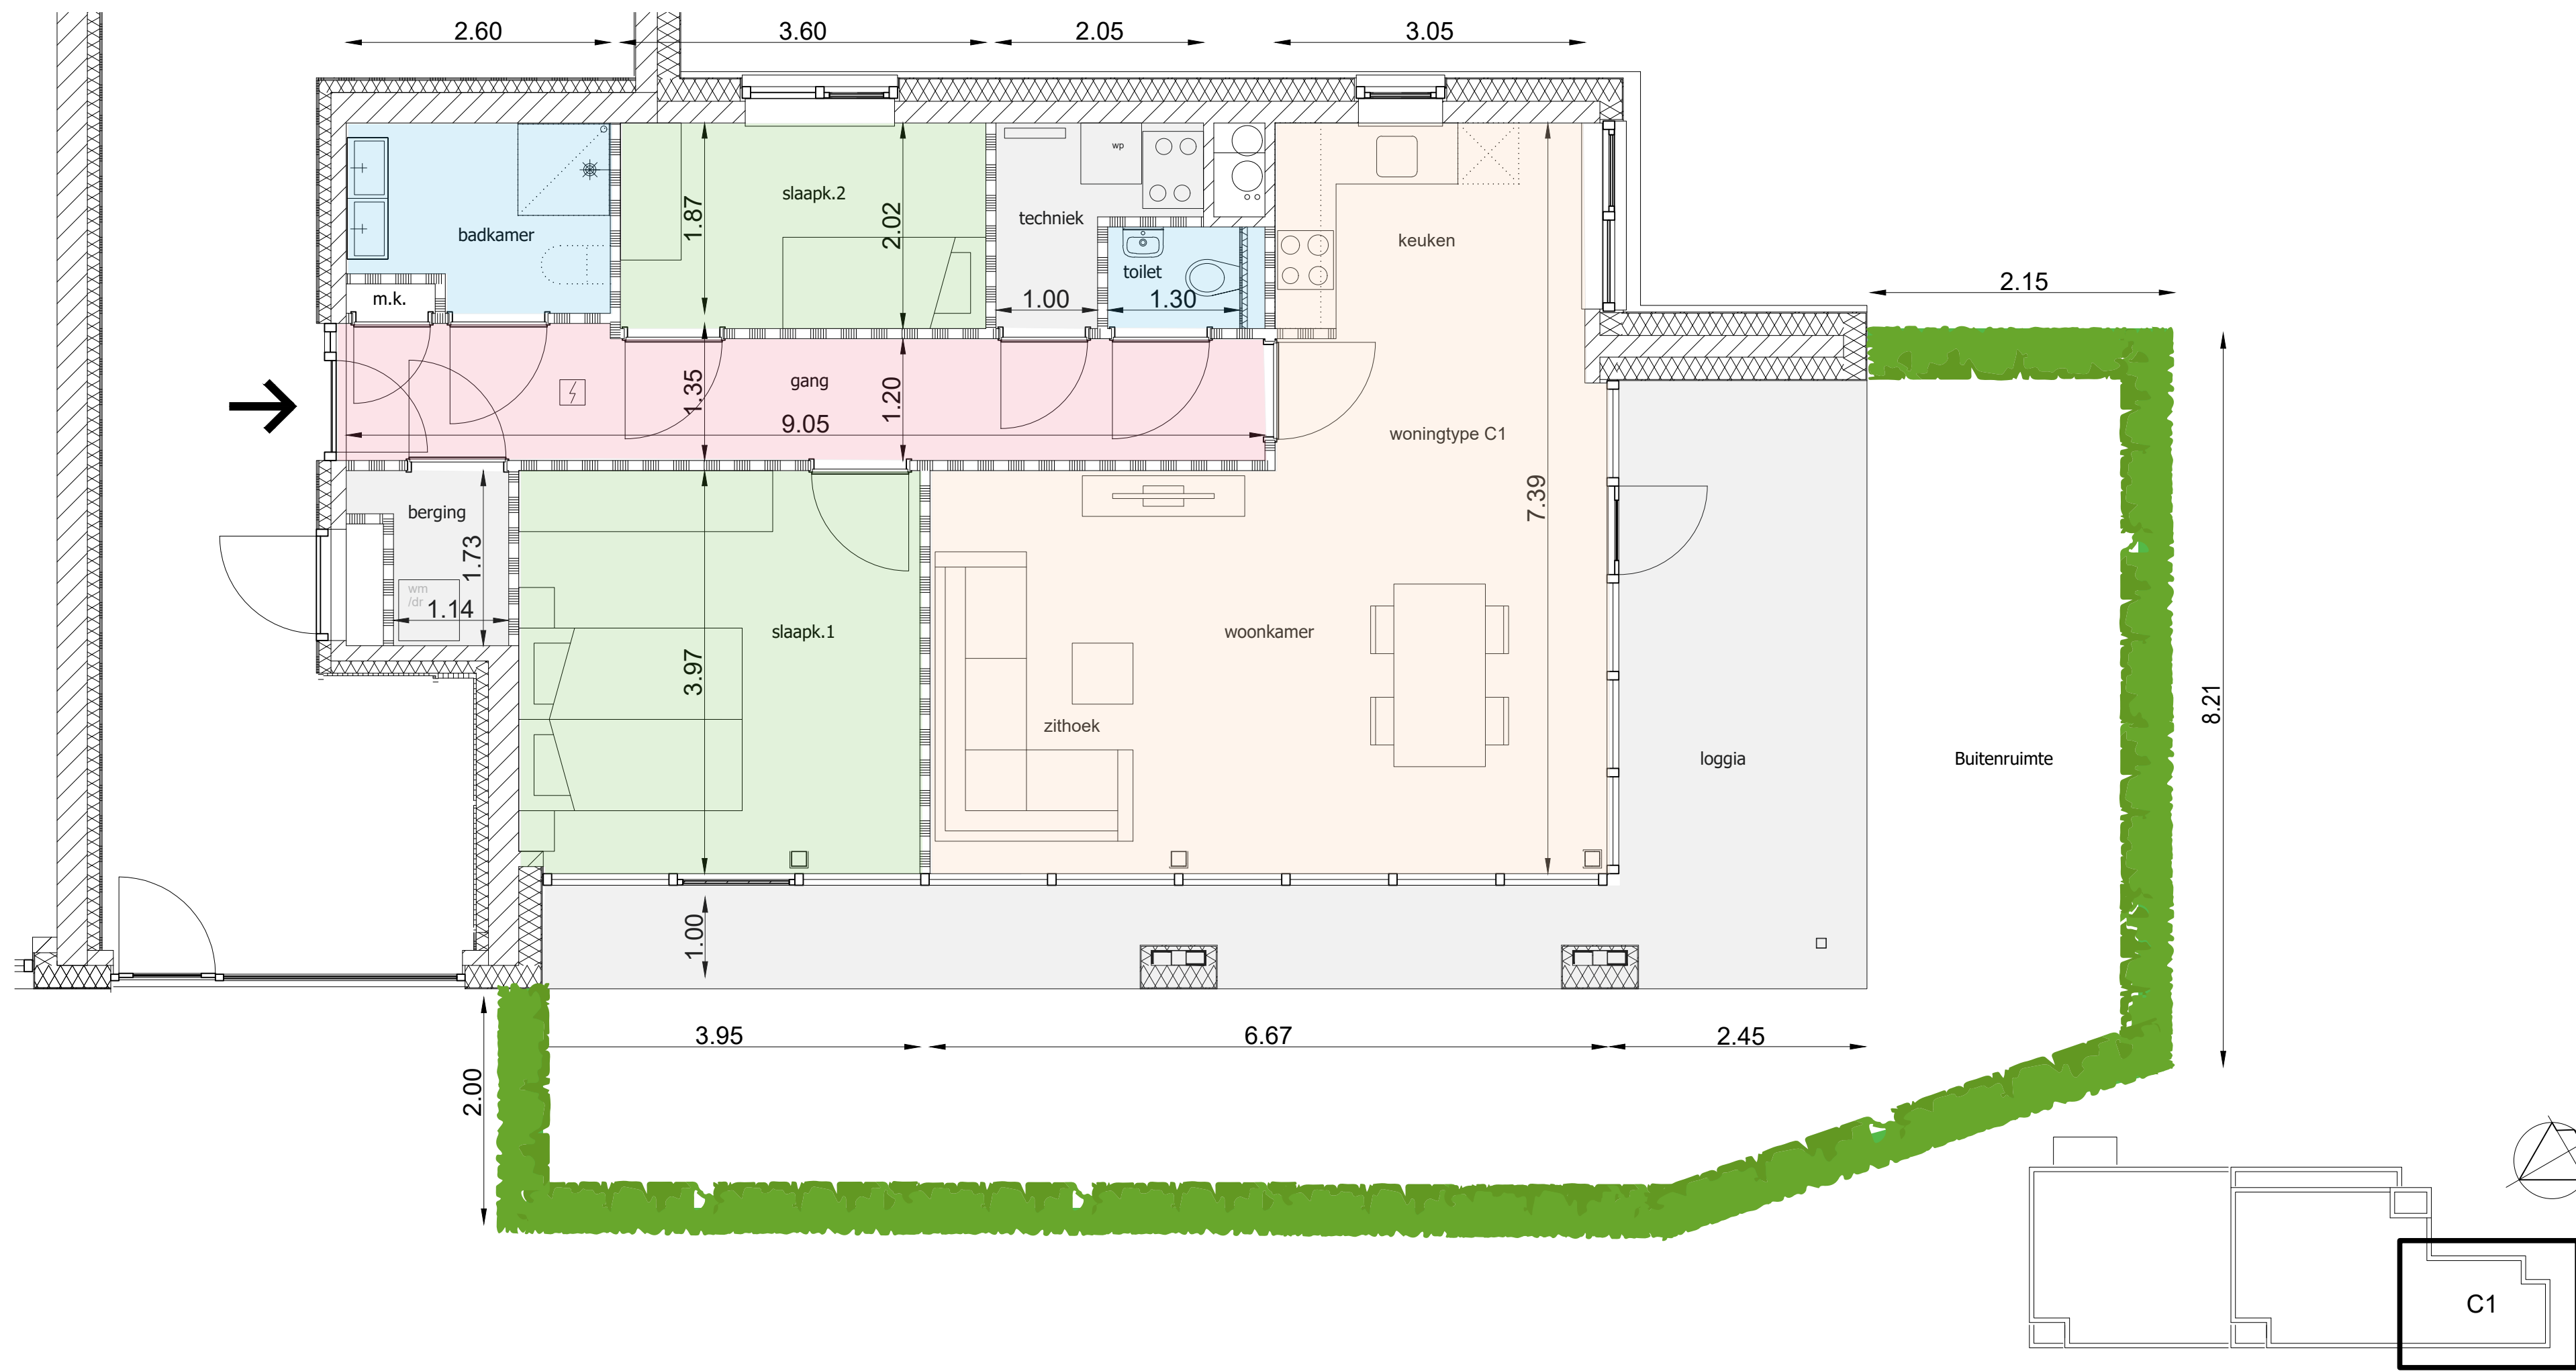 2.60
3.60
2.05
3.05
wp
slaapk.2
1.87
2.02
techniek
badkamer
keuken
toilet
m.k.
1.00
1.30
2.15
gang
1.35
1.20
9.05
woningtype C1
berging
1.73
7.39
wm
/dr
1.14
slaapk.1
woonkamer
3.97
zithoek
loggia
Buitenruimte
8.21
1.00
3.95
6.67
2.45
2.00
C1